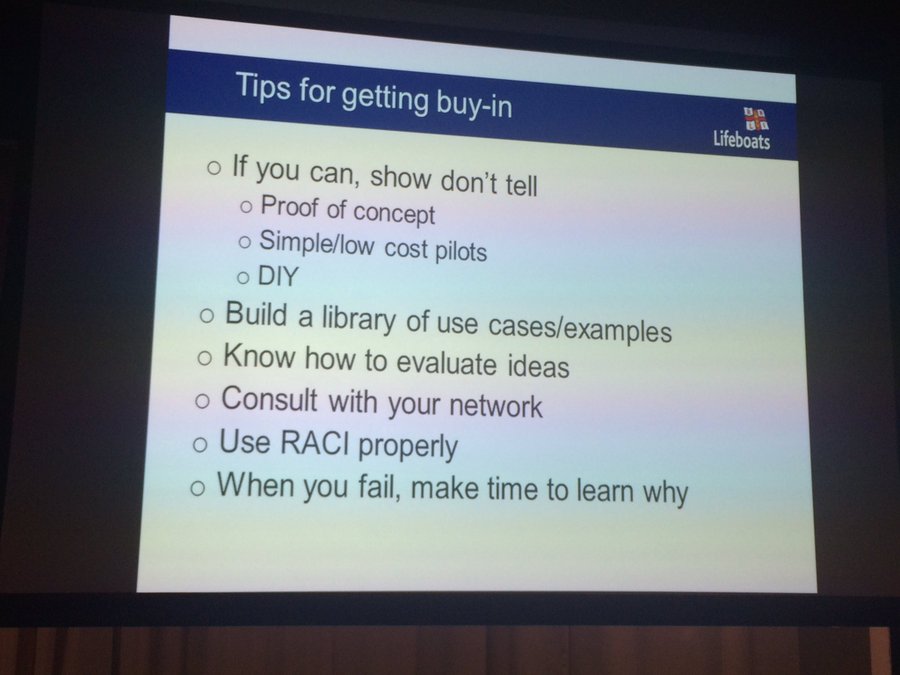 Tips for getting buy-in
RNLI
Lifeboats
○ If you can, show don't tell
○ Proof of concept
○ Simple/low cost pilots
○ DIY
○ Build a library of use cases/examples
○ Know how to evaluate ideas
○ Consult with your network
○ Use RACI properly
○ When you fail, make time to learn why